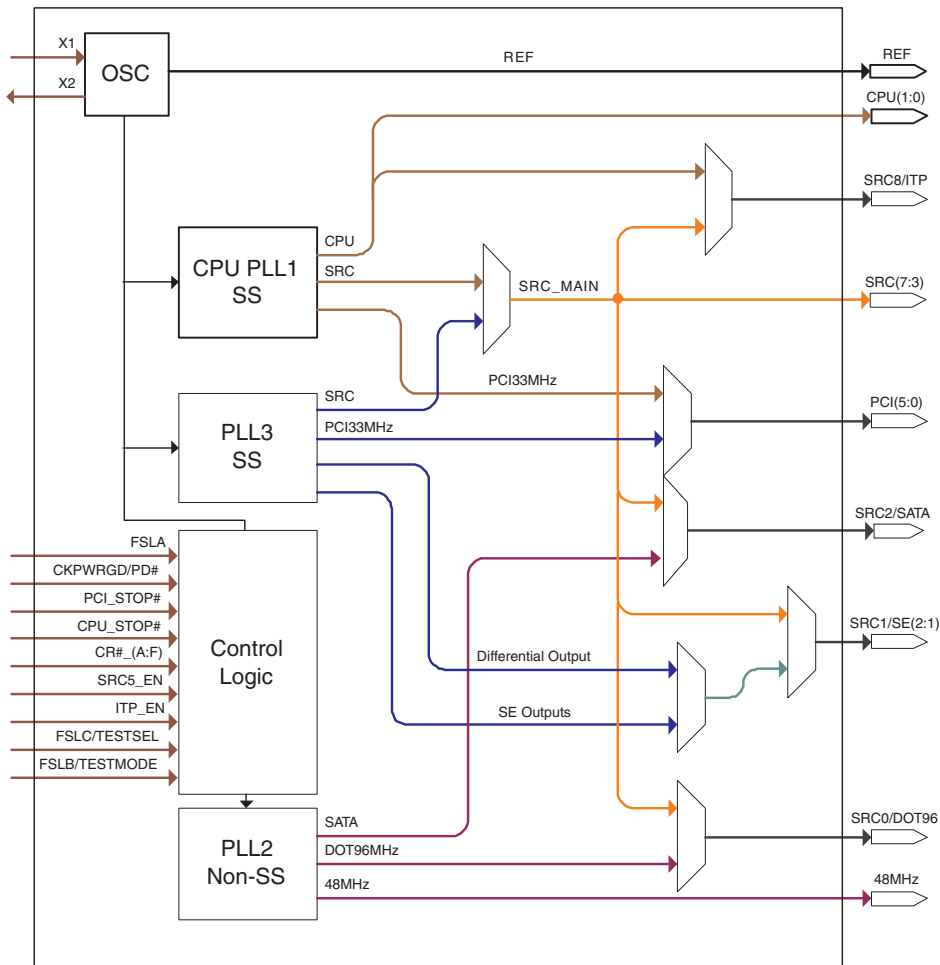 X1
X2
OSC
REF
REF
CPU(1:0)
SRC8/ITP
CPU
CPU PLL1
SS
SRC
SRC_MAIN
SRC(7:3)
PCI33MHz
SRC
PLL3
SS
PCI33MHz
PCI(5:0)
SRC2/SATA
FSLA
CKPWRGD/PD#
PCI_STOP#
CPU_STOP#
CR#_(A:F)
SRC5_EN
ITP_EN
FSLC/TESTSEL
FSLB/TESTMODE
Control
Logic
Differential Output
SE Outputs
SRC1/SE(2:1)
SATA
PLL2
Non-SS
DOT96MHz
48MHz
SRC0/DOT96
48MHz